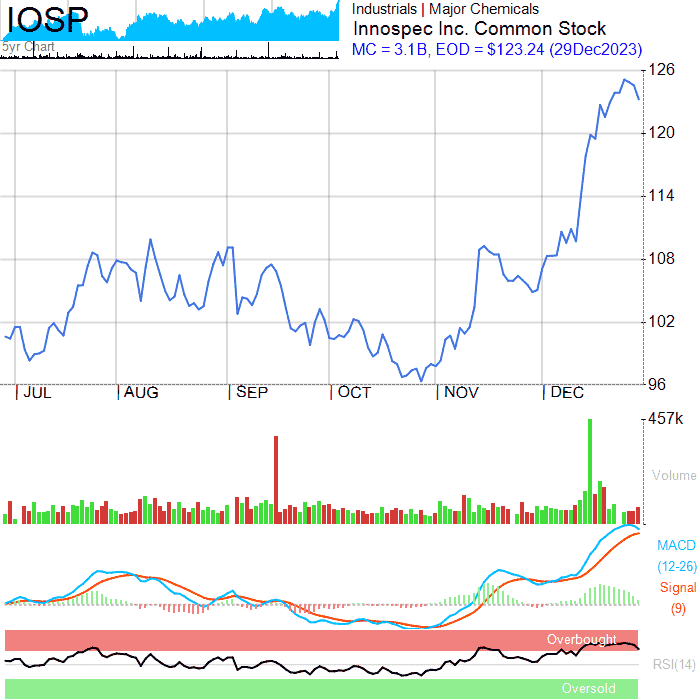 IOSP
5yr Chart
Industrials | Major Chemicals
Innospec Inc. Common Stock
MC = 3.1B, EOD = $123.24 (29Dec2023)
126
120
114
108
102
96
JUL AUG SEP OCT NOV DEC
457k
Volume
MACD
(12-26)
Signal
(9)
Overbought
RSI(14)
Oversold